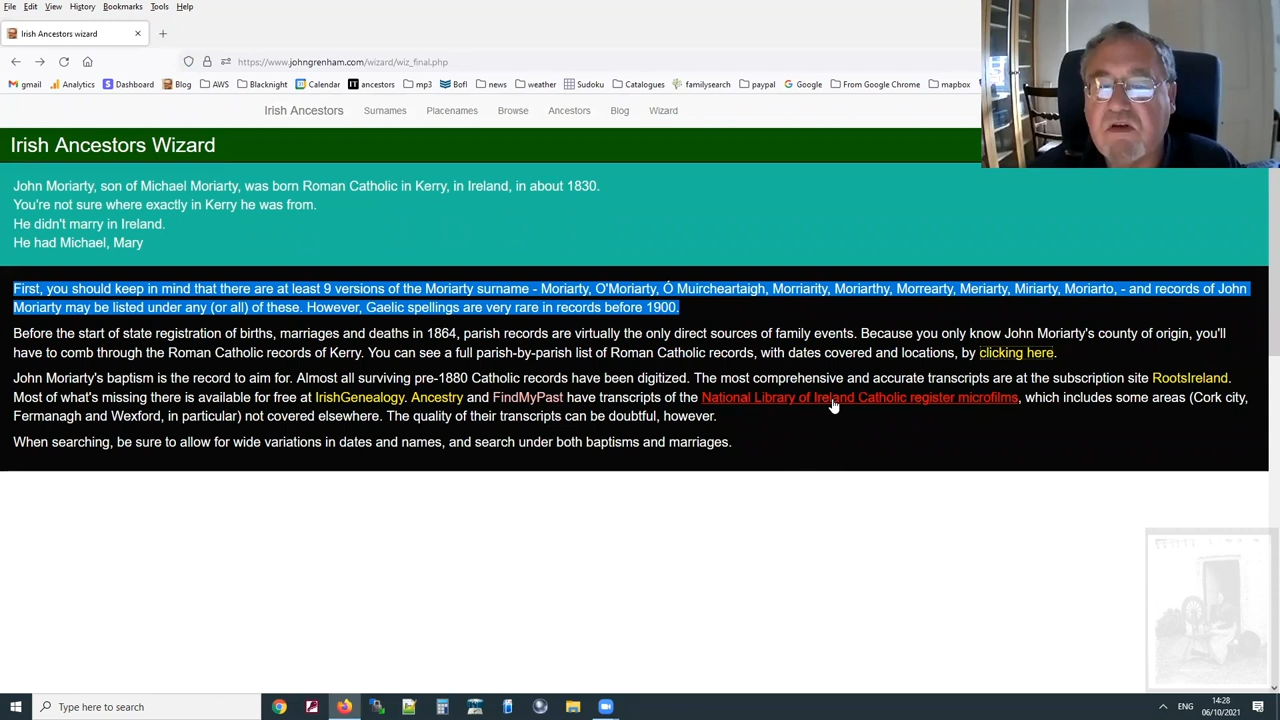 File Edit View History Bookmarks Tools Help
Irish Ancestors wizard
https://www.johngrenham.com/wizard/wiz_final.php
gmail Analytics Dashboard Blog AWS Blacknight Calendar ancestors mp3 Bofi news weather Sudoku Catalogues familysearch paypal Google From Google Chrome mapbox
Irish Ancestors Surnames Placenames Browse Ancestors Blog Wizard
Irish Ancestors Wizard
John Moriarty, son of Michael Moriarty, was born Roman Catholic in Kerry, in Ireland, in about 1830.
You're not sure where exactly in Kerry he was from.
He didn't marry in Ireland.
He had Michael, Mary
First, you should keep in mind that there are at least 9 versions of the Moriarty surname - Moriarty, O'Moriarty, Ó Muircheartaigh, Morriarity, Moriarthy, Morrearty, Meriarty, Miriarty, Moriarto, - and records of John
Moriarty may be listed under any (or all) of these. However, Gaelic spellings are very rare in records before 1900.
Before the start of state registration of births, marriages and deaths in 1864, parish records are virtually the only direct sources of family events. Because you only know John Moriarty's county of origin, you'll
have to comb through the Roman Catholic records of Kerry. You can see a full parish-by-parish list of Roman Catholic records, with dates covered and locations, by clicking here.
John Moriarty's baptism is the record to aim for. Almost all surviving pre-1880 Catholic records have been digitized. The most comprehensive and accurate transcripts are at the subscription site RootsIreland.
Most of what's missing there is available for free at IrishGenealogy. Ancestry and FindMyPast have transcripts of the National Library of Ireland Catholic register microfilms, which includes some areas (Cork city,
Fermanagh and Wexford, in particular) not covered elsewhere. The quality of their transcripts can be doubtful, however.
When searching, be sure to allow for wide variations in dates and names, and search under both baptisms and marriages.
Type here to search
ENG
14:28
06/10/2021